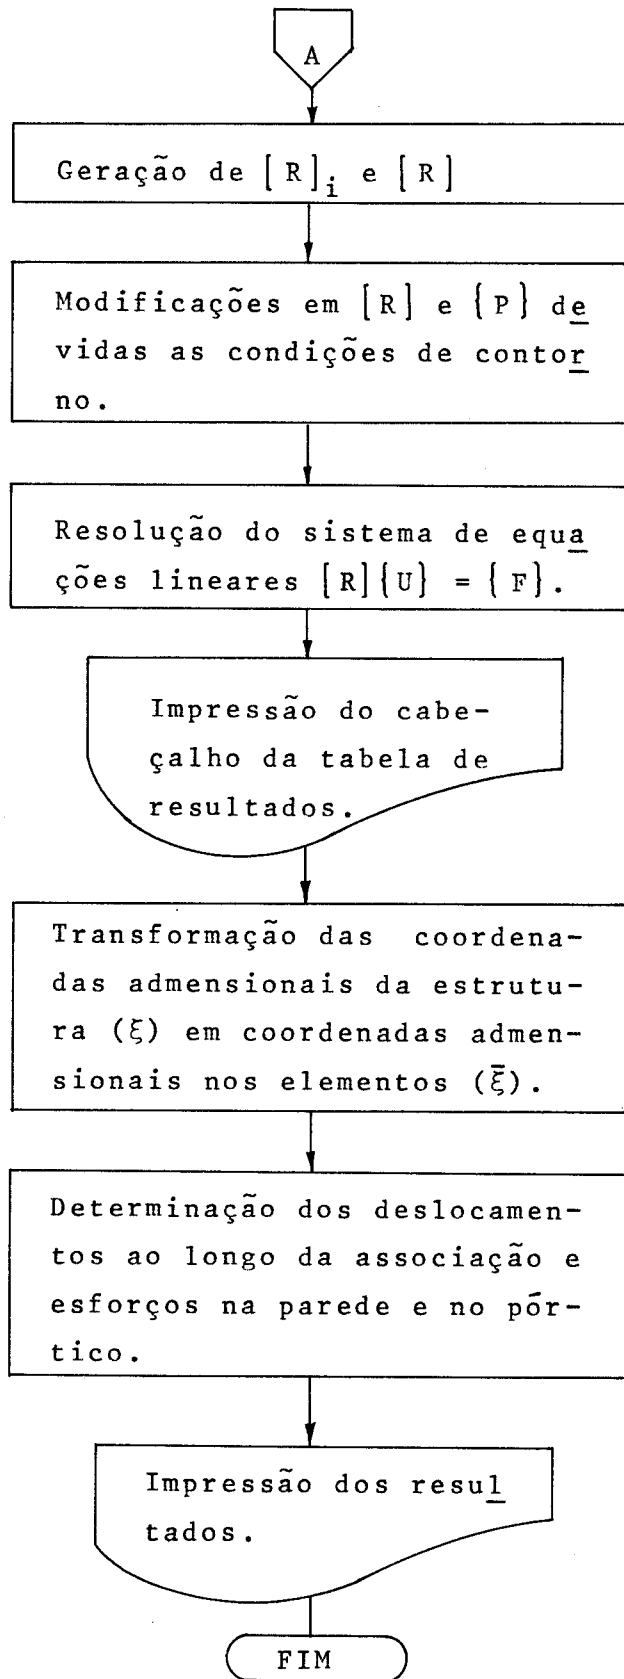 A
Geração de [R]i e [R]
Modificações em [R] e {P} de
vidas as condições de contor
no.
Resolução do sistema de equa
ções lineares [R]{U} = {F}.
Impressão do cabe-
çalho da tabela de
resultados.
Transformação das coordena-
das admensionais da estrutu-
ra (ξ) em coordenadas admen-
sionais nos elementos (ξ̄).
Determinação dos deslocamen-
tos ao longo da associação e
esforços na parede e no pór-
tico.
Impressão dos resul
tados.
FIM